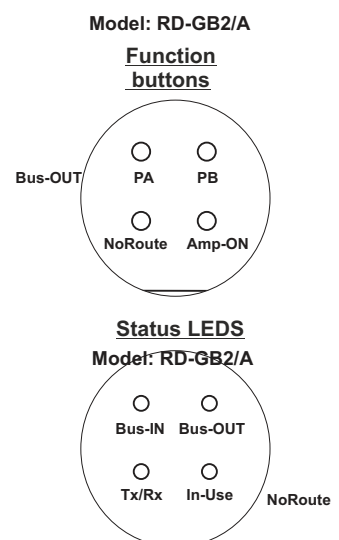 Model: RD-GB2/A
Function
buttons
Bus-OUT
PA PB
NoRoute Amp-ON
Status LEDS
Model: RD-GB2/A
Bus-IN Bus-OUT
Tx/Rx In-Use
NoRoute